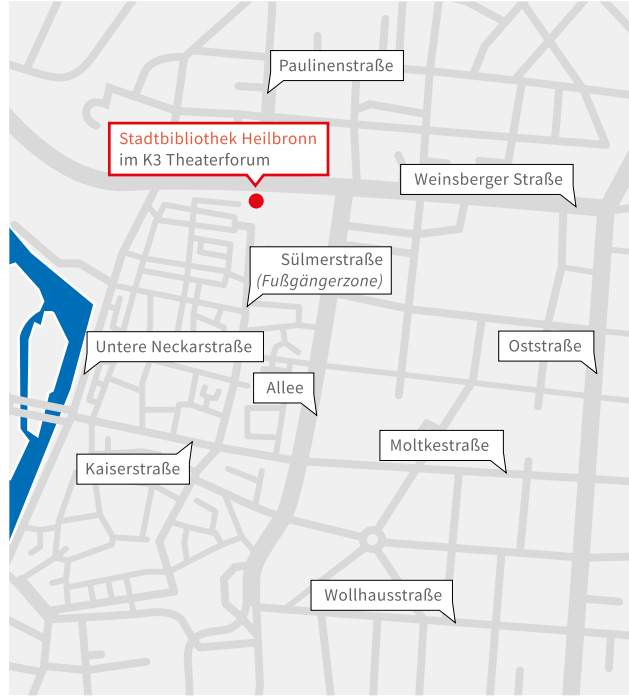 Paulinenstraße
Stadtbibliothek Heilbronn
im K3 Theaterforum
Weinsberger Straße
Sülmerstraße
(Fußgängerzone)
Untere Neckarstraße
Oststraße
Allee
Moltkestraße
Kaiserstraße
Wollhausstraße